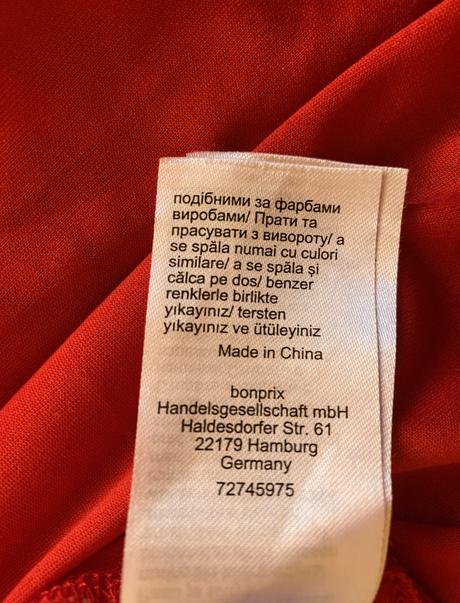 подібними за фарбами
виробами/ Прати та
прасувати з вивороту/ a
se spăla numai cu culori
similare/ a se spăla și
călca pe dos/ benzer
renklerle birlikte
yıkayınız/ tersten
yıkayınız ve ütüleyiniz
Made in China
bonprix
Handelsgesellschaft mbH
Haldesdorfer Str. 61
22179 Hamburg
Germany
72745975